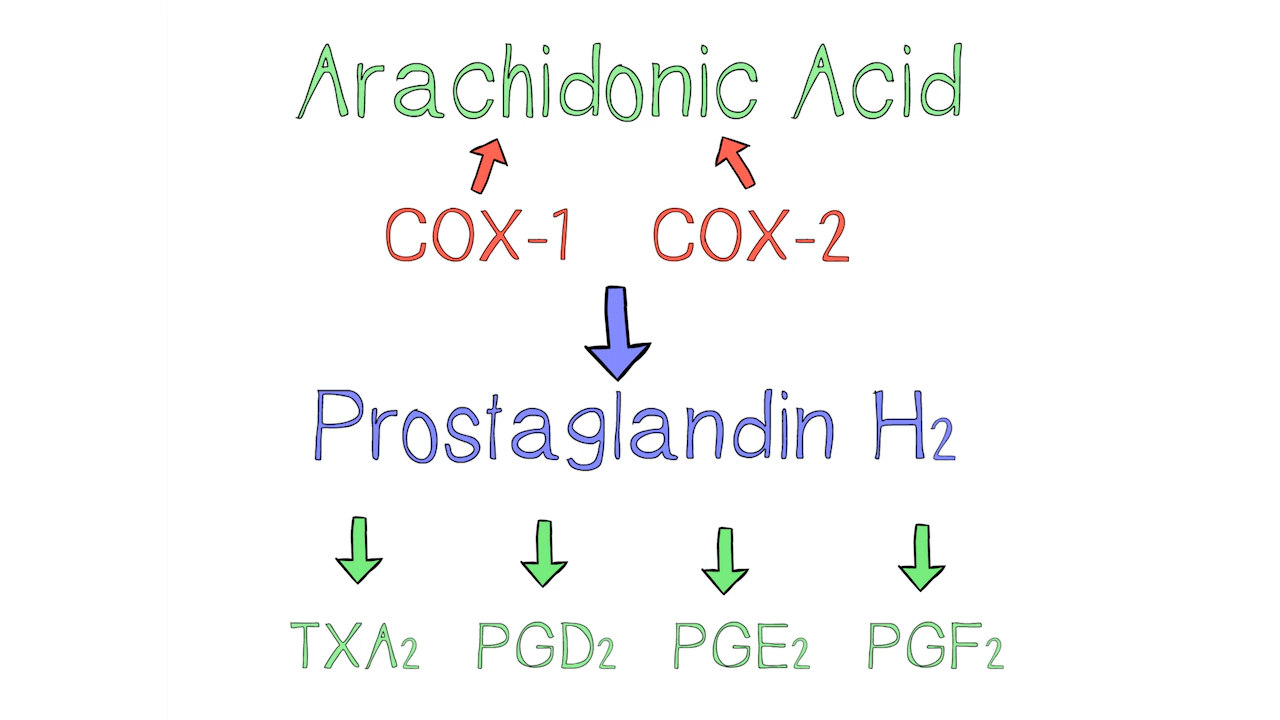 Arachidonic Acid
COX-1 COX-2
Prostaglandin H2
TXA2 PGD2 PGE2 PGF2